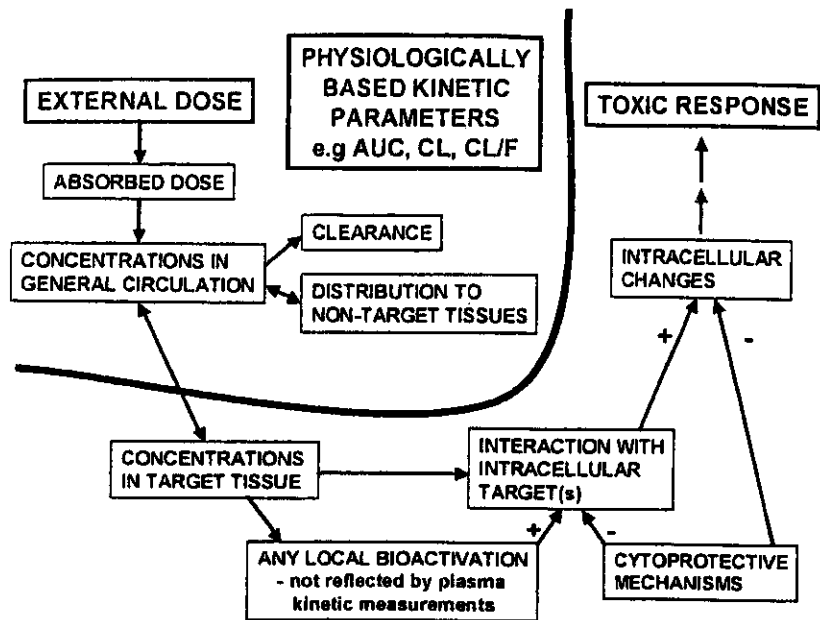 PHYSIOLOGICALLY
BASED KINETIC
PARAMETERS
e.g AUC, CL, CL/F
EXTERNAL DOSE
TOXIC RESPONSE
ABSORBED DOSE
CLEARANCE
CONCENTRATIONS IN
GENERAL CIRCULATION
DISTRIBUTION TO
NON-TARGET TISSUES
INTRACELLULAR
CHANGES
+
-
CONCENTRATIONS
IN TARGET TISSUE
INTERACTION WITH
INTRACELLULAR
TARGET(s)
+
-
ANY LOCAL BIOACTIVATION
- not reflected by plasma
kinetic measurements
CYTOPROTECTIVE
MECHANISMS